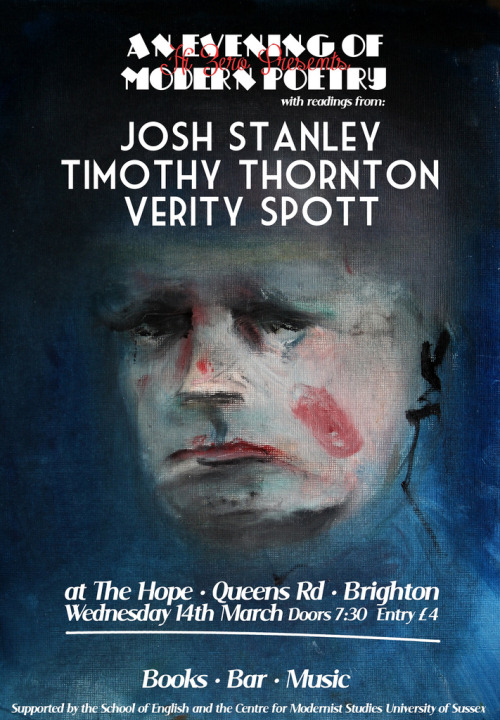 AN EVENING OF
Hi Zero Presents
MODERN POETRY
with readings from:
JOSH STANLEY
TIMOTHY THORNTON
VERITY SPOTT
at The Hope • Queens Rd • Brighton
Wednesday 14th March Doors 7:30 Entry £4
Books • Bar • Music
Supported by the School of English and the Centre for Modernist Studies University of Sussex